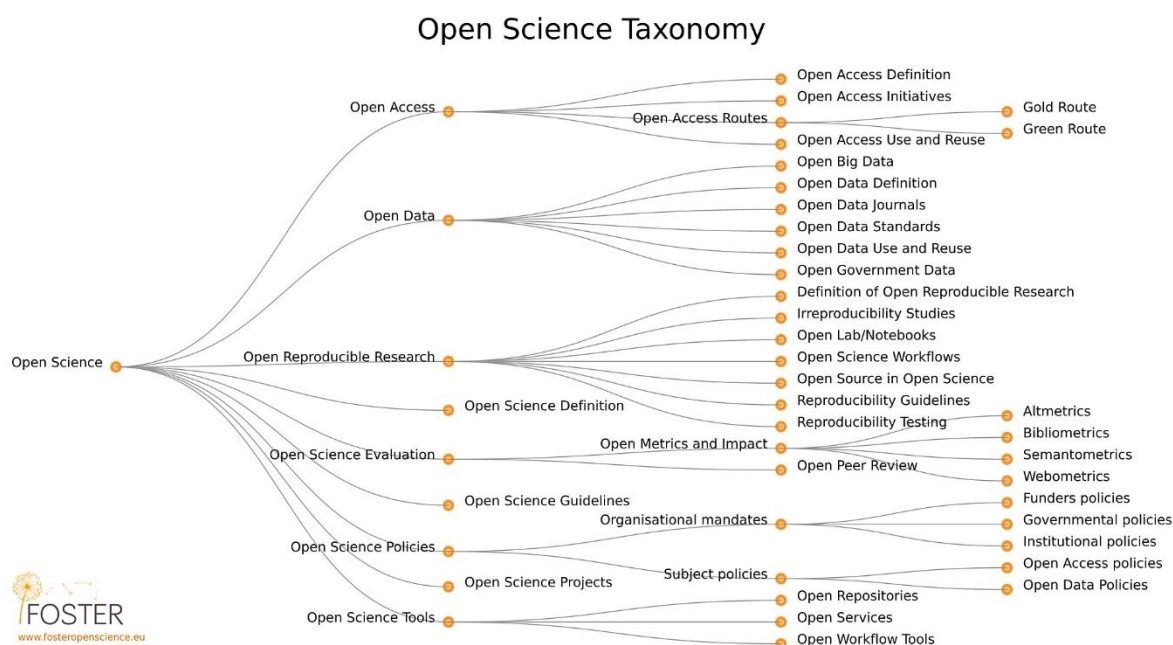 Open Science Taxonomy
Open Science
Open Access
Open Access Definition
Open Access Initiatives
Open Access Routes
Gold Route
Green Route
Open Access Use and Reuse
Open Data
Open Big Data
Open Data Definition
Open Data Journals
Open Data Standards
Open Data Use and Reuse
Open Government Data
Open Reproducible Research
Definition of Open Reproducible Research
Irreproducibility Studies
Open Lab/Notebooks
Open Science Workflows
Open Source in Open Science
Reproducibility Guidelines
Reproducibility Testing
Open Science Definition
Open Science Evaluation
Open Metrics and Impact
Altmetrics
Bibliometrics
Semantometrics
Webometrics
Open Peer Review
Open Science Guidelines
Open Science Policies
Organisational mandates
Funders policies
Governmental policies
Institutional policies
Subject policies
Open Access policies
Open Data Policies
Open Science Projects
Open Science Tools
Open Repositories
Open Services
Open Workflow Tools
FOSTER
www.fosteropenscience.eu